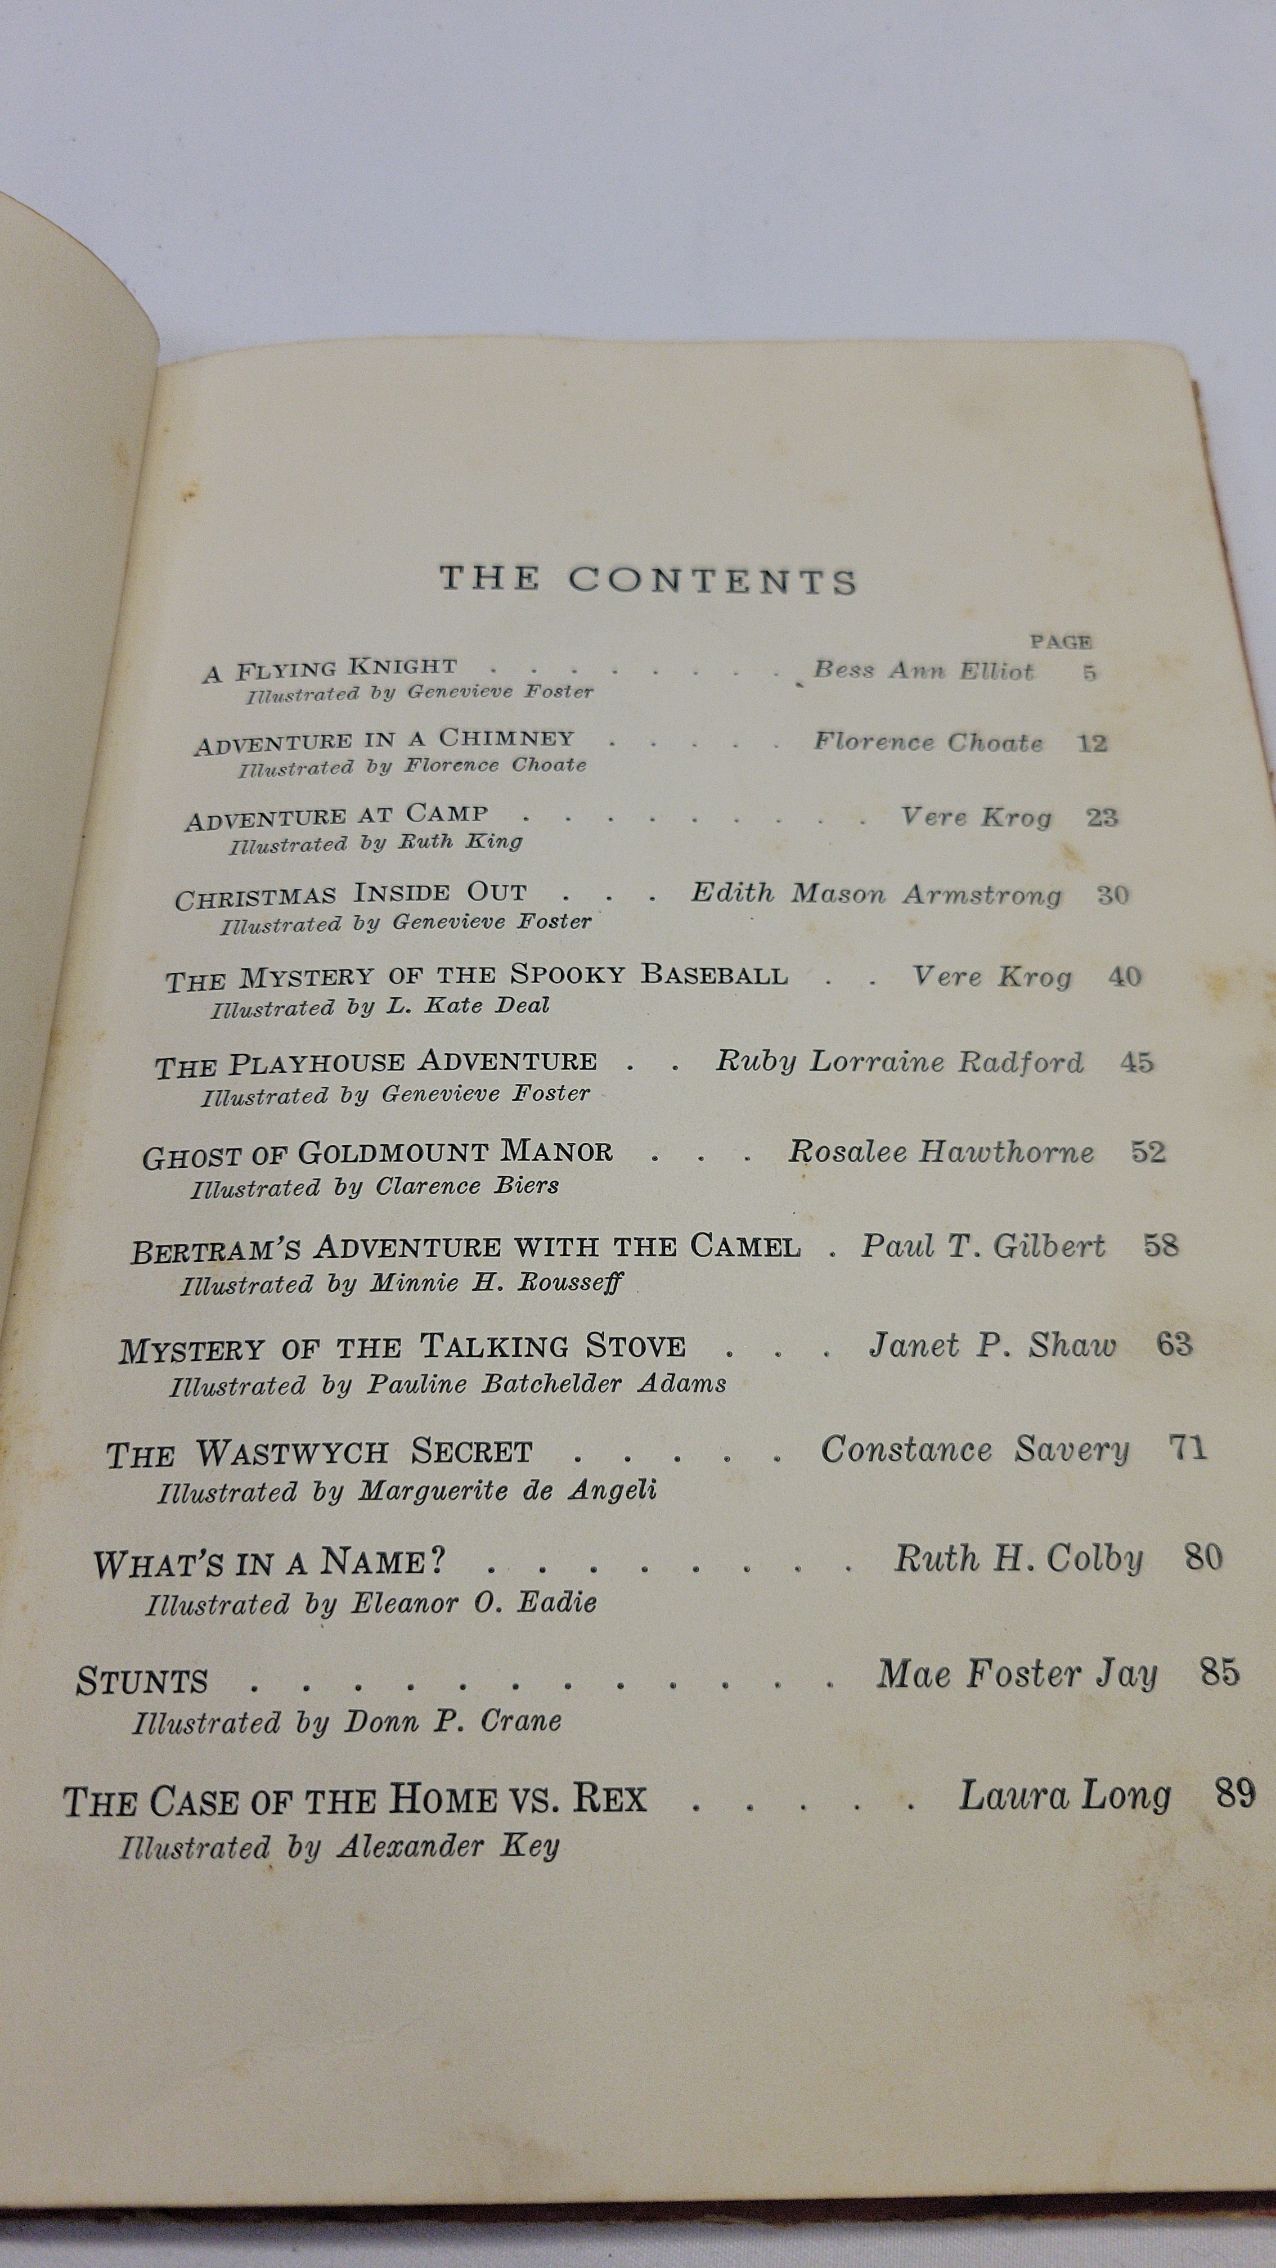 THE CONTENTS
PAGE
A FLYING KNIGHT . . . . . . . . Bess Ann Elliot 5
Illustrated by Genevieve Foster
ADVENTURE IN A CHIMNEY . . . . . Florence Choate 12
Illustrated by Florence Choate
ADVENTURE AT CAMP . . . . . . . . . Vere Krog 23
Illustrated by Ruth King
CHRISTMAS INSIDE OUT . . . Edith Mason Armstrong 30
Illustrated by Genevieve Foster
THE MYSTERY OF THE SPOOKY BASEBALL . . Vere Krog 40
Illustrated by L. Kate Deal
THE PLAYHOUSE ADVENTURE . . Ruby Lorraine Radford 45
Illustrated by Genevieve Foster
GHOST OF GOLDMOUNT MANOR . . . Rosalee Hawthorne 52
Illustrated by Clarence Biers
BERTRAM'S ADVENTURE WITH THE CAMEL . Paul T. Gilbert 58
Illustrated by Minnie H. Rousseff
MYSTERY OF THE TALKING STOVE . . . Janet P. Shaw 63
Illustrated by Pauline Batchelder Adams
THE WASTWYCH SECRET . . . . . Constance Savery 71
Illustrated by Marguerite de Angeli
WHAT'S IN A NAME? . . . . . . . . Ruth H. Colby 80
Illustrated by Eleanor O. Eadie
STUNTS . . . . . . . . . . . . Mae Foster Jay 85
Illustrated by Donn P. Crane
THE CASE OF THE HOME VS. REX . . . . . Laura Long 89
Illustrated by Alexander Key